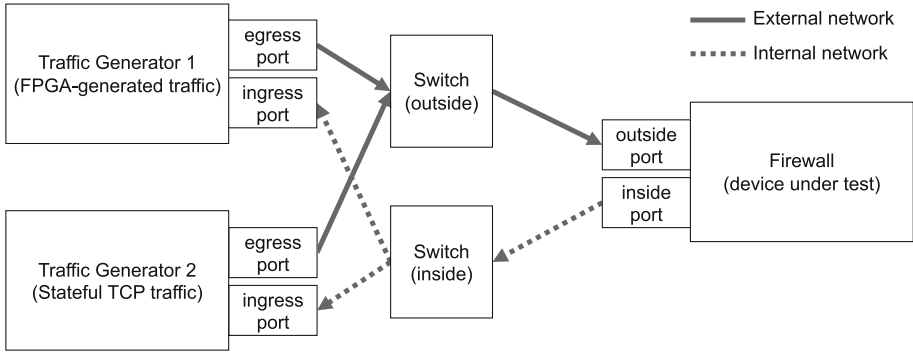 External network
Internal network
Traffic Generator 1
(FPGA-generated traffic)
egress
port
ingress
port
Switch
(outside)
outside
port
inside
port
Firewall
(device under test)
Traffic Generator 2
(Stateful TCP traffic)
egress
port
ingress
port
Switch
(inside)